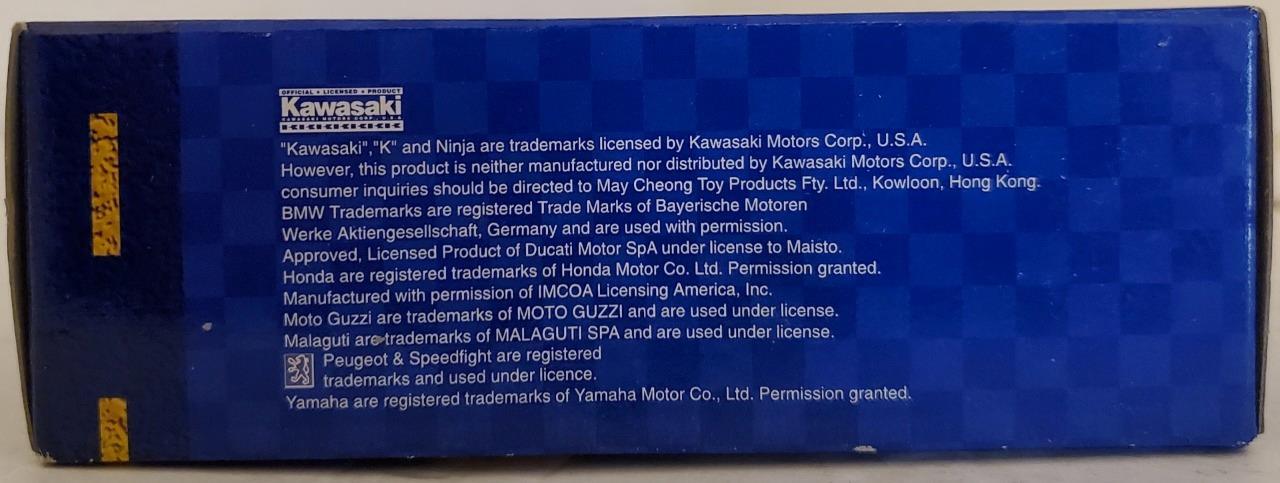 OFFICIAL • LICENSED • PRODUCT
Kawasaki
KAWASAKI MOTORS CORP., U.S.A
"Kawasaki","K" and Ninja are trademarks licensed by Kawasaki Motors Corp., U.S.A.
However, this product is neither manufactured nor distributed by Kawasaki Motors Corp., U.S.A.
consumer inquiries should be directed to May Cheong Toy Products Fty. Ltd., Kowloon, Hong Kong.
BMW Trademarks are registered Trade Marks of Bayerische Motoren
Werke Aktiengesellschaft, Germany and are used with permission.
Approved, Licensed Product of Ducati Motor SpA under license to Maisto.
Honda are registered trademarks of Honda Motor Co. Ltd. Permission granted.
Manufactured with permission of IMCOA Licensing America, Inc.
Moto Guzzi are trademarks of MOTO GUZZI and are used under license.
Malaguti are trademarks of MALAGUTI SPA and are used under license.
Peugeot & Speedfight are registered
trademarks and used under licence.
Yamaha are registered trademarks of Yamaha Motor Co., Ltd. Permission granted.